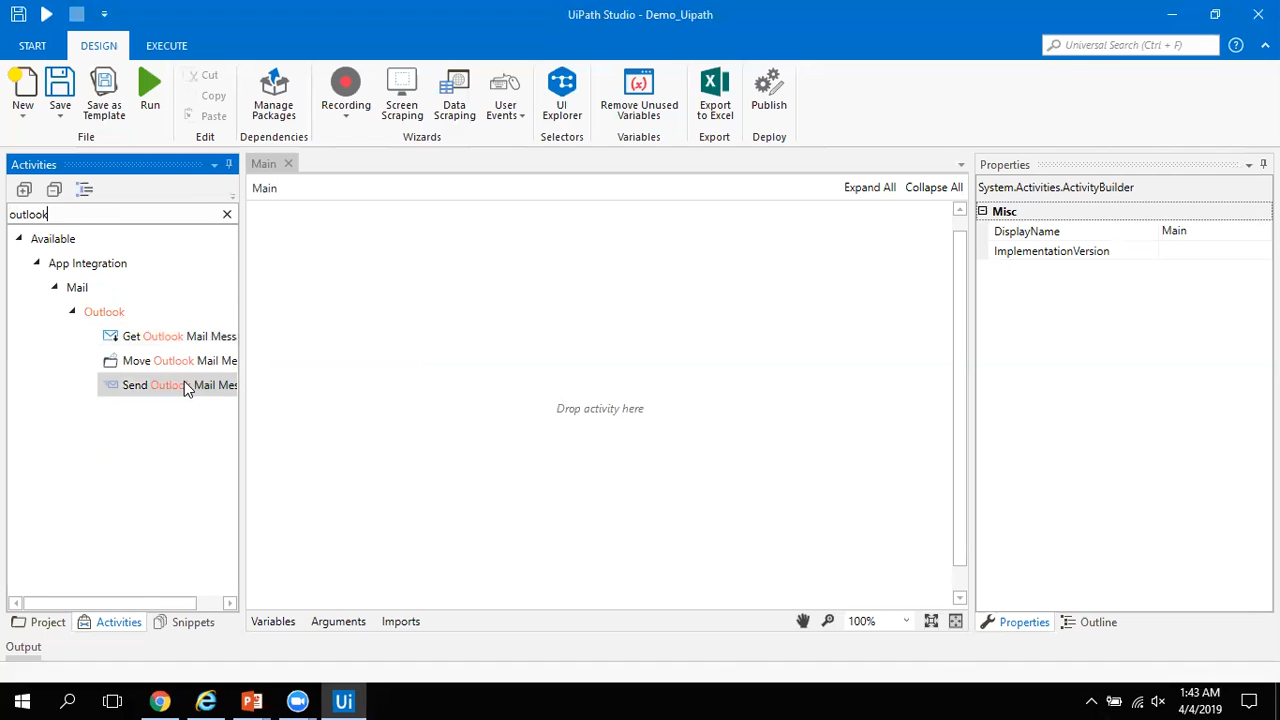 UiPath Studio - Demo_Uipath
START DESIGN EXECUTE
Universal Search (Ctrl + F)
New Save Save as Template Run
Cut
Copy
Paste
Manage Packages
Recording Screen Scraping Data Scraping User Events
UI Explorer
Remove Unused Variables
Export to Excel
Publish
File Edit Dependencies Wizards Selectors Variables Export Deploy
Activities
Main
Properties
Main
Expand All Collapse All
System.Activities.ActivityBuilder
outlook
Misc
DisplayName Main
ImplementationVersion
Available
App Integration
Mail
Outlook
Get Outlook Mail Mess
Move Outlook Mail Me
Send Outlook Mail Mes
Drop activity here
Project Activities Snippets
Variables Arguments Imports
100%
Properties Outline
Output
Ui
1:43 AM
4/4/2019